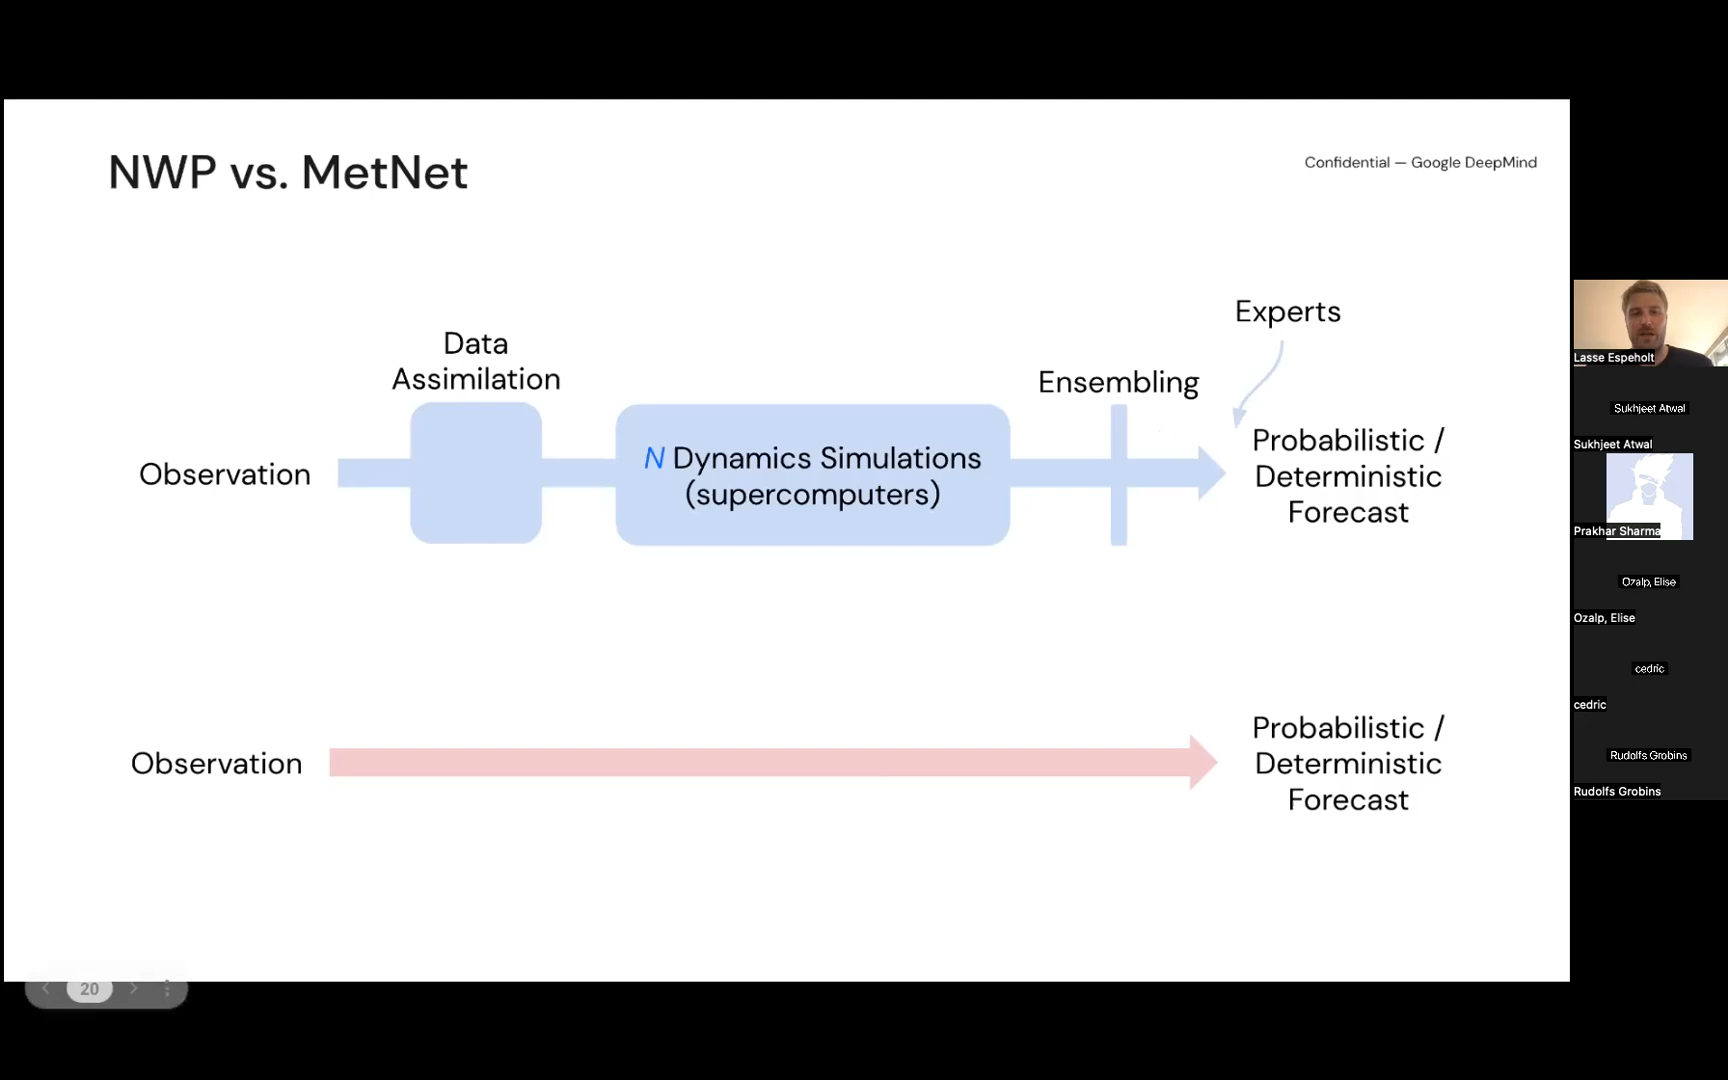 NWP vs. MetNet
Confidential — Google DeepMind
Experts
Data
Assimilation
Ensembling
Observation
N Dynamics Simulations
(supercomputers)
Probabilistic /
Deterministic
Forecast
Observation
Probabilistic /
Deterministic
Forecast
20
Lasse Espeholt
Sukhjeet Atwal
Sukhjeet Atwal
Prakhar Sharma
Ozalp, Elise
Ozalp, Elise
cedric
cedric
Rudolfs Grobins
Rudolfs Grobins